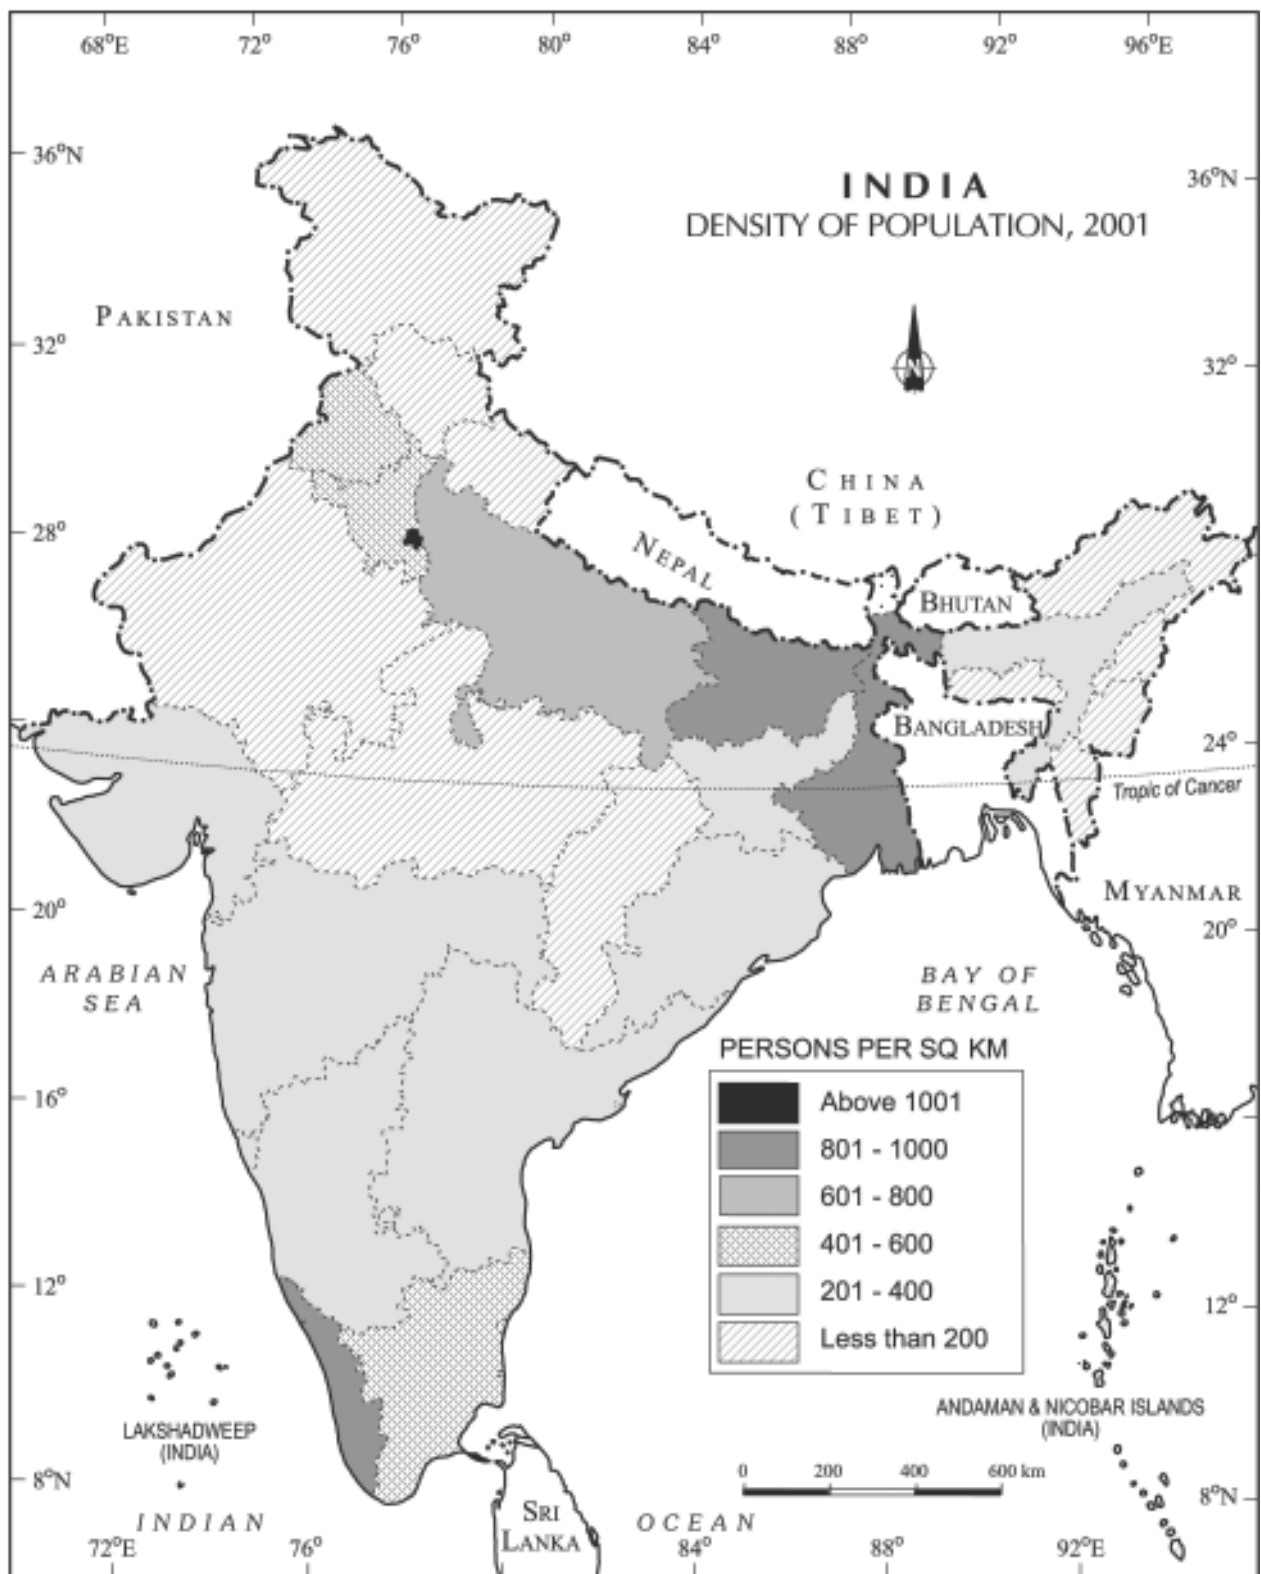 68°E 72° 76° 80° 84° 88° 92° 96°E
36°N
INDIA
36°N
DENSITY OF POPULATION, 2001
PAKISTAN
32°
32°
N
CHINA
(TIBET)
28°
NEPAL
BHUTAN
BANGLADESH
24°
Tropic of Cancer
MYANMAR
20°
20°
ARABIAN
SEA
BAY OF
BENGAL
PERSONS PER SQ KM
Above 1001
801 - 1000
601 - 800
401 - 600
201 - 400
Less than 200
16°
12°
12°
LAKSHADWEEP
(INDIA)
ANDAMAN & NICOBAR ISLANDS
(INDIA)
8°N
0 200 400 600 km
8°N
SRI
LANKA
INDIAN OCEAN
72°E 76° 84° 88° 92°E